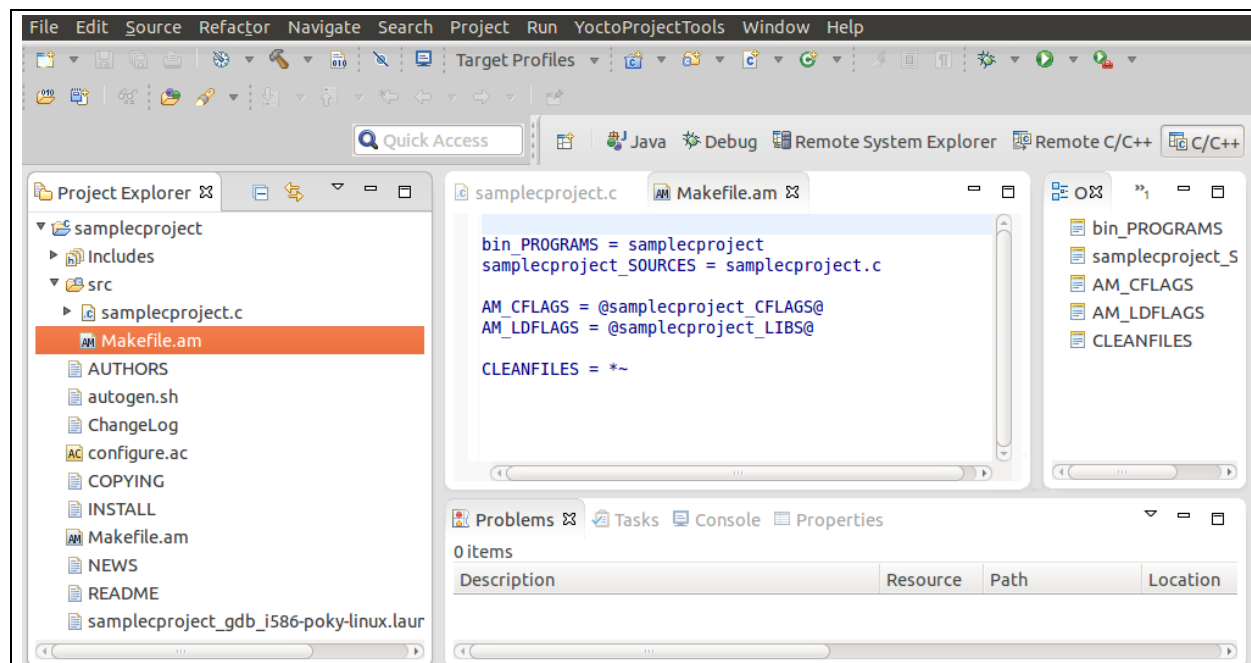 File Edit Source Refactor Navigate Search Project Run YoctoProjectTools Window Help
Target Profiles
Quick Access
Java Debug Remote System Explorer Remote C/C++ C/C++
Project Explorer
samplecproject
Includes
src
samplecproject.c
Makefile.am
AUTHORS
autogen.sh
ChangeLog
configure.ac
COPYING
INSTALL
Makefile.am
NEWS
README
samplecproject_gdb_i586-poky-linux.laur
samplecproject.c Makefile.am
bin_PROGRAMS = samplecproject
samplecproject_SOURCES = samplecproject.c
AM_CFLAGS = @samplecproject_CFLAGS@
AM_LDFLAGS = @samplecproject_LIBS@
CLEANFILES = *~
O
bin_PROGRAMS
samplecproject_S
AM_CFLAGS
AM_LDFLAGS
CLEANFILES
Problems Tasks Console Properties
0 items
Description Resource Path Location